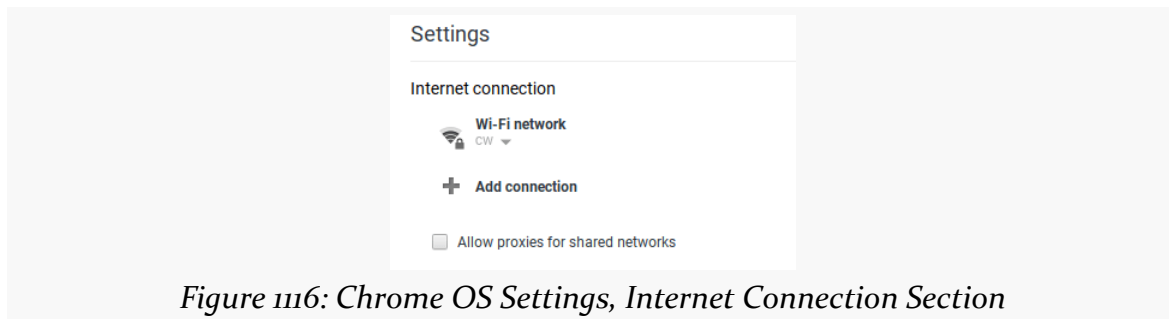 Settings
Internet connection
Wi-Fi network
CW
Add connection
Allow proxies for shared networks
Figure 1116: Chrome OS Settings, Internet Connection Section